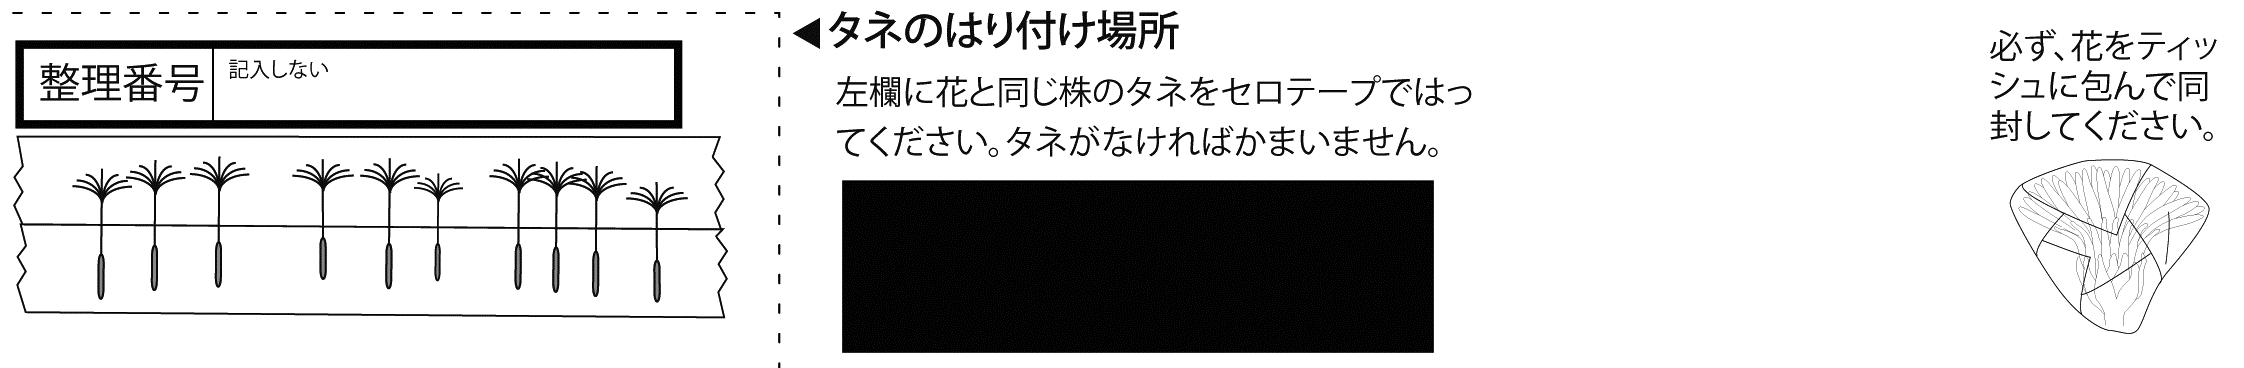 整理番号 記入しない
◀タネのはり付け場所
左欄に花と同じ株のタネをセロテープではっ
てください。タネがなければかまいません。
必ず、花をティッ
シュに包んで同
封してください。